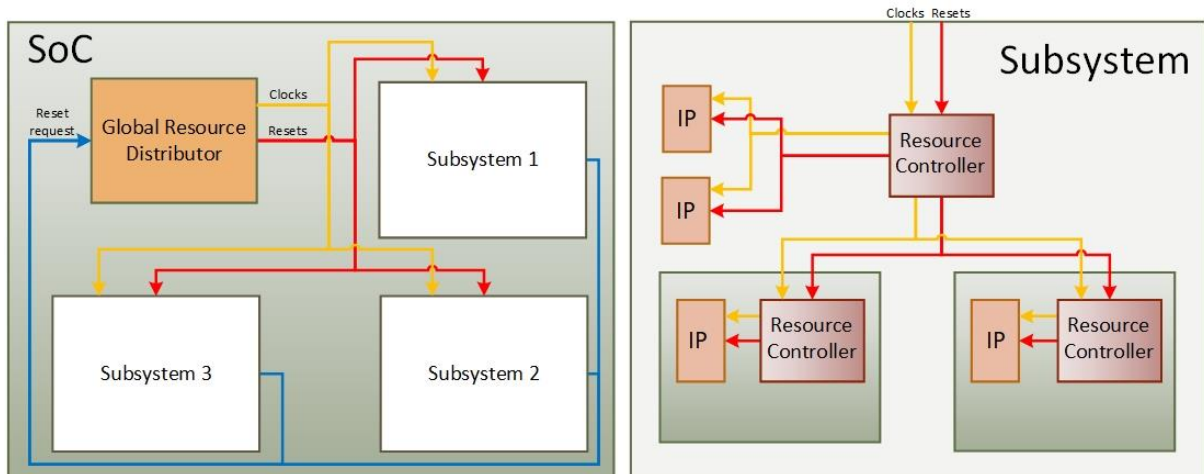 SoC
Reset
request
Global Resource
Distributor
Clocks
Resets
Subsystem 1
Subsystem 3
Subsystem 2
Clocks Resets
Subsystem
IP
IP
Resource
Controller
IP
Resource
Controller
IP
Resource
Controller